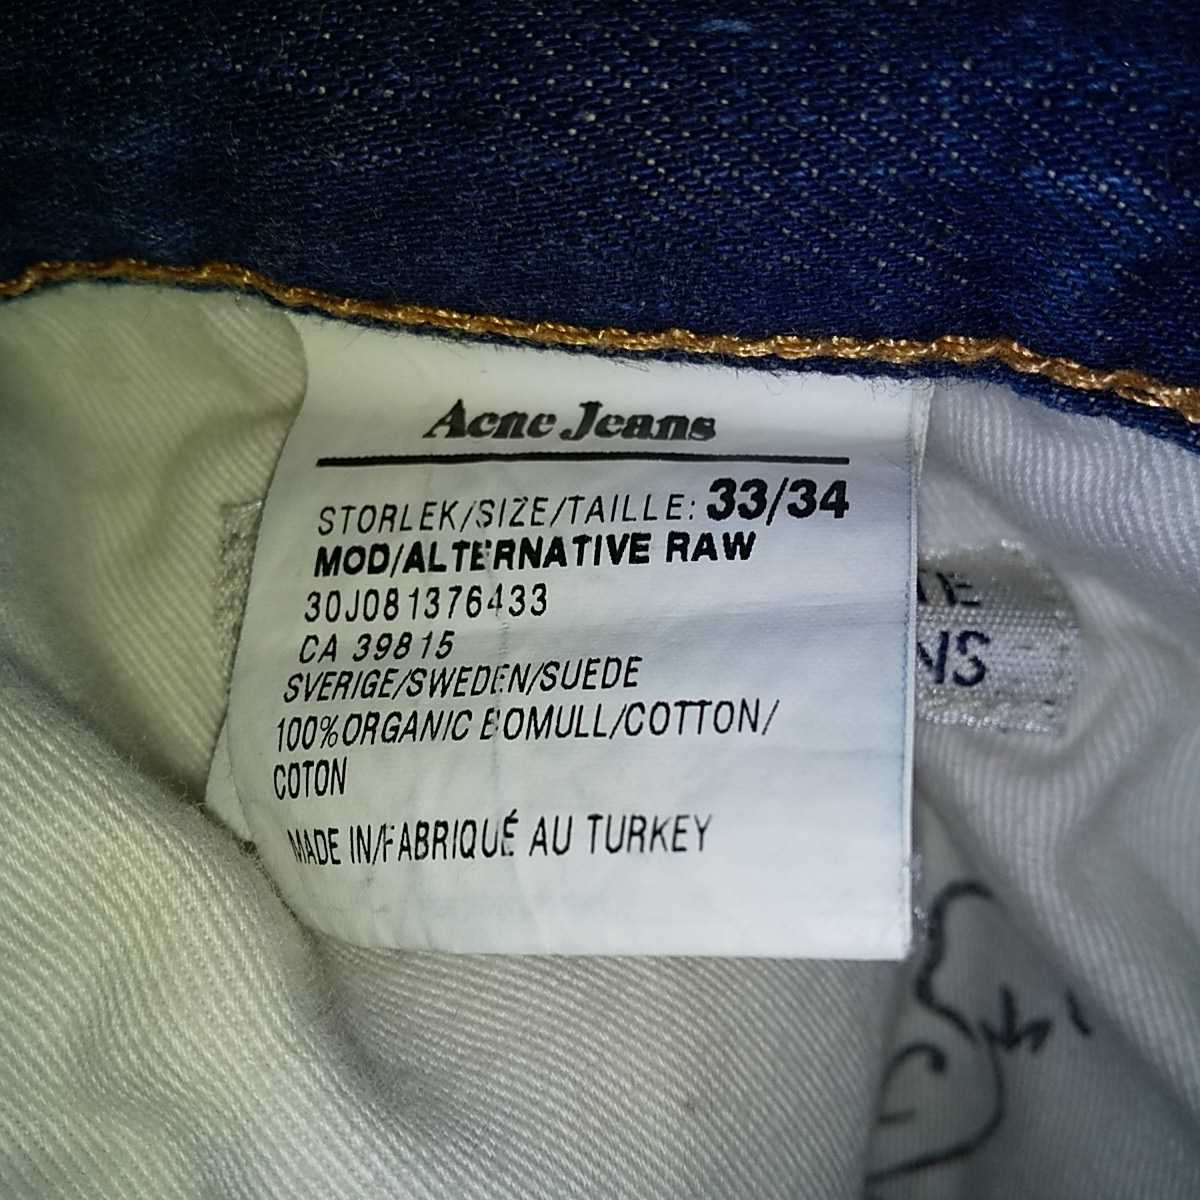 Acne Jeans
STORLEK/SIZE/TAILLE: 33/34
MOD/ALTERNATIVE RAW
30J081376433
CA 39815
SVERIGE/SWEDEN/SUEDE
100%ORGANIC BOMULL/COTTON/
COTON
MADE IN/FABRIQUÉ AU TURKEY